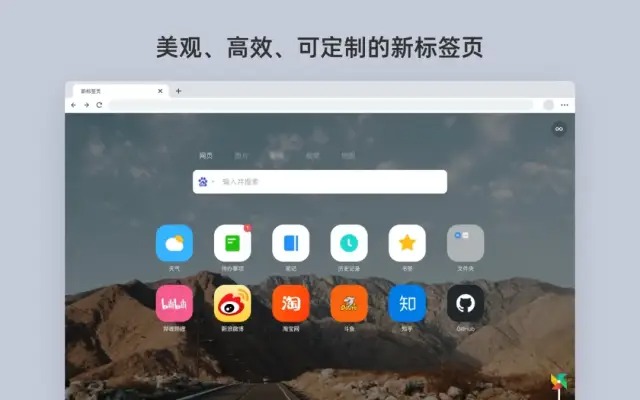 美观、高效、可定制的新标签页
新标签页
网页
输入并搜索
天气 待办事项 笔记 历史记录 书签 文件夹
bilibili 淘 知
哔哩哔哩 新浪微博 淘宝网 斗鱼 知乎 GitHub